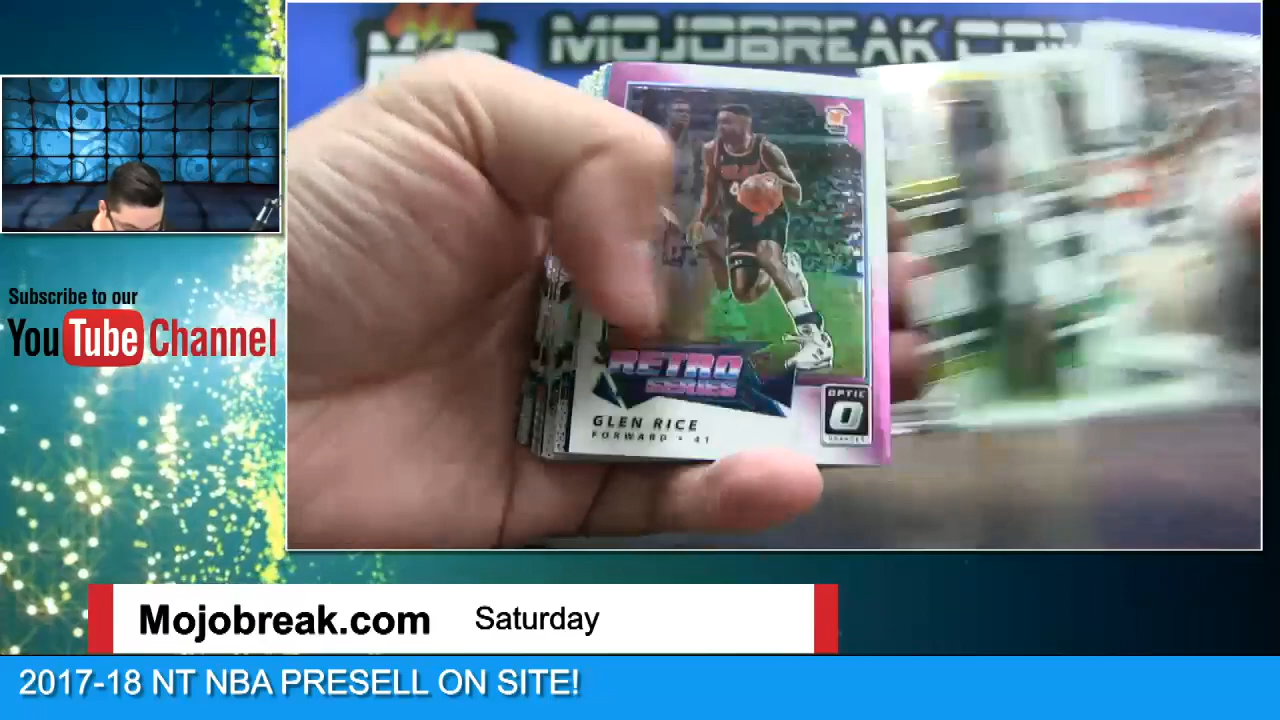 MOJOBREAK.COM
Subscribe to our
YouTube Channel
RETRO
SERIES
GLEN RICE
FORWARD • 41
OPTIC
Mojobreak.com Saturday
2017-18 NT NBA PRESELL ON SITE!